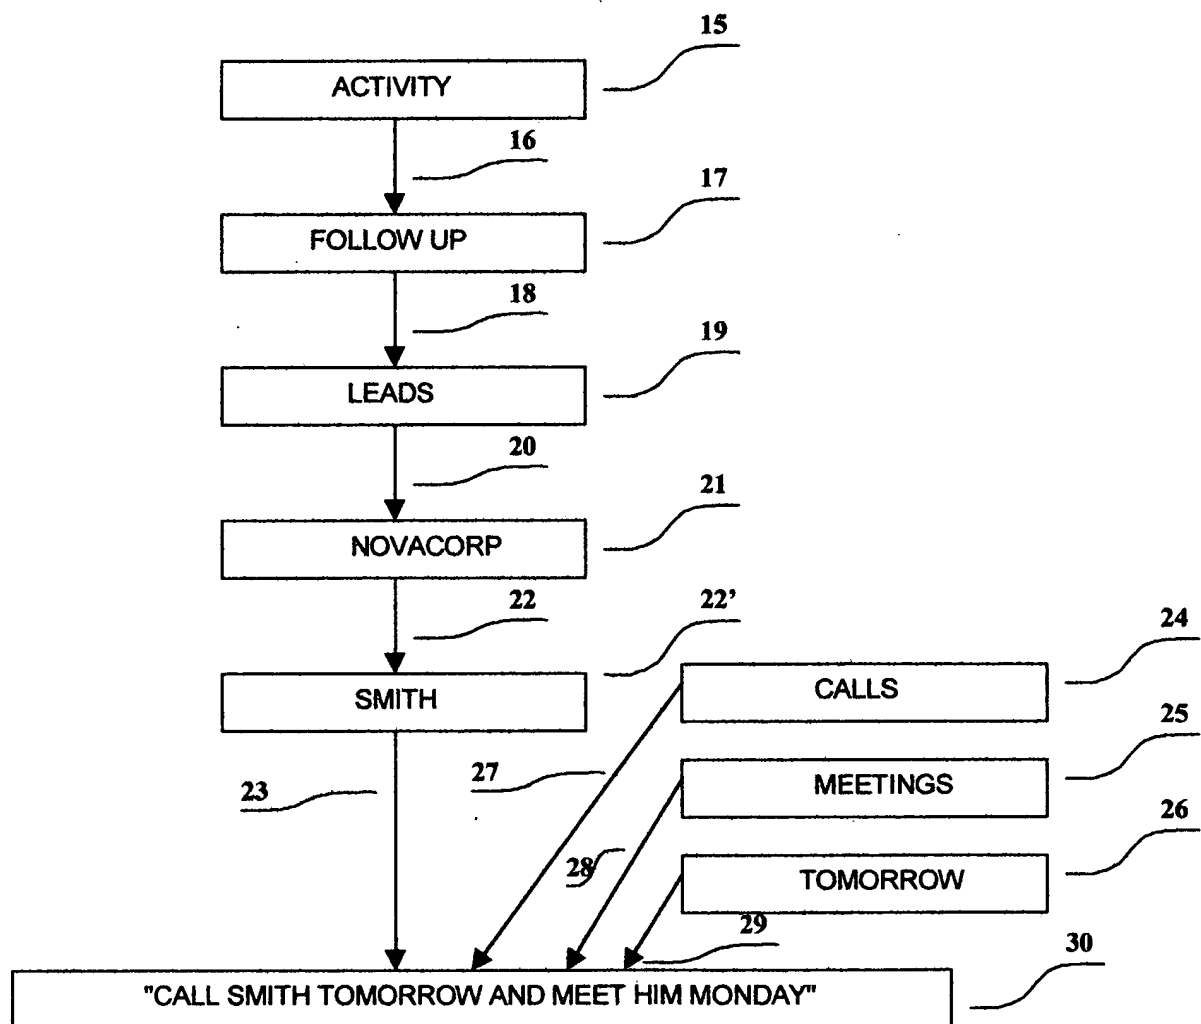 15
ACTIVITY
16
17
FOLLOW UP
18
19
LEADS
20
21
NOVACORP
22
22’
24
SMITH
CALLS
25
23
27
MEETINGS
26
28
TOMORROW
29
30
"CALL SMITH TOMORROW AND MEET HIM MONDAY"